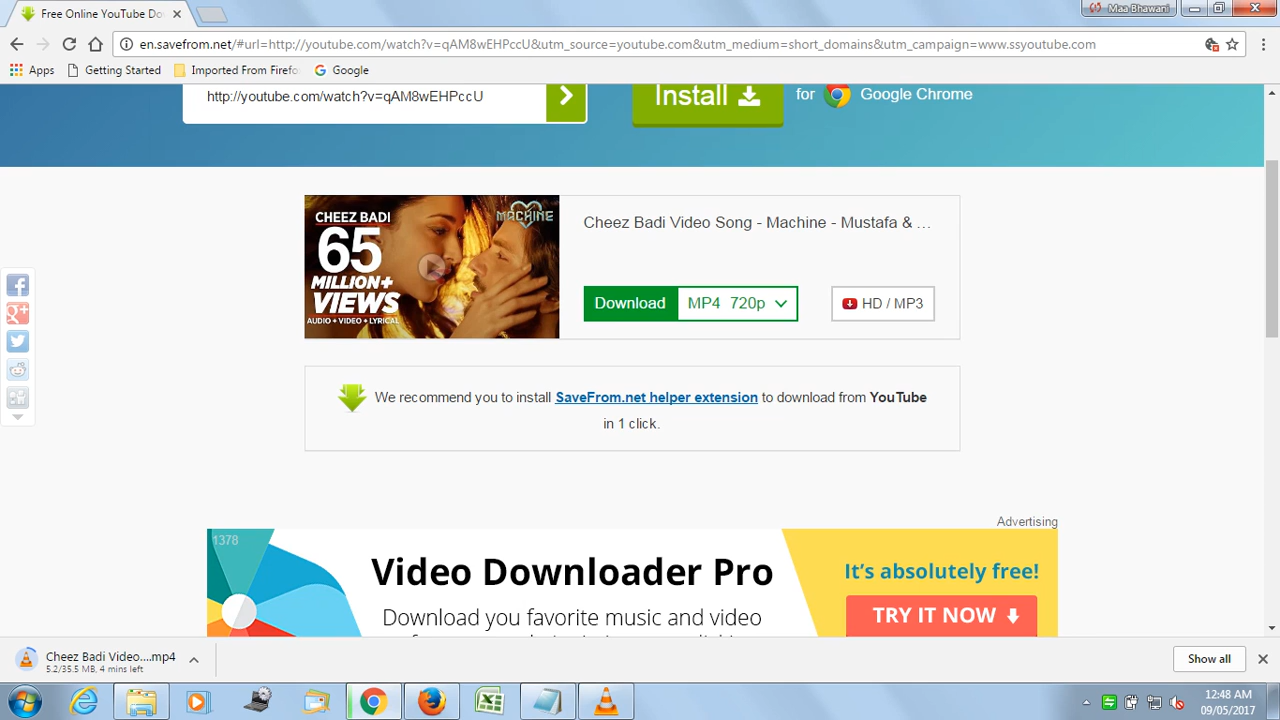 Free Online YouTube Do
Maa Bhawani
en.savefrom.net/#url=http://youtube.com/watch?v=qAM8wEHPccU&utm_source=youtube.com&utm_medium=short_domains&utm_campaign=www.ssyoutube.com
Apps Getting Started Imported From Firefo Google
http://youtube.com/watch?v=qAM8wEHPccU
Install for Google Chrome
CHEEZ BADI
65
MILLION+
VIEWS
AUDIO + VIDEO + LYRICAL
MACHINE
Cheez Badi Video Song - Machine - Mustafa & ...
Download MP4 720p HD / MP3
We recommend you to install SaveFrom.net helper extension to download from YouTube
in 1 click.
Advertising
1378
Video Downloader Pro
Download you favorite music and video
It's absolutely free!
TRY IT NOW
Cheez Badi Video....mp4
5.2/35.5 MB, 4 mins left
Show all
12:48 AM
09/05/2017